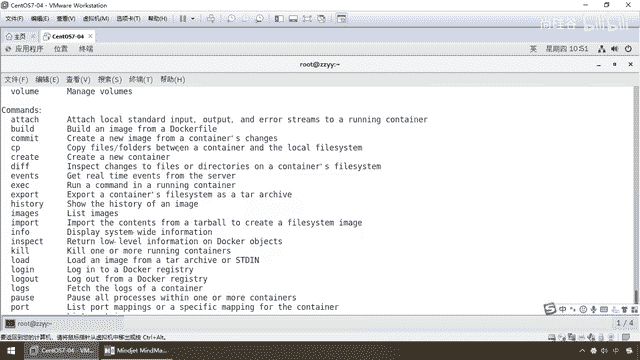 CentOS7-04 - VMware Workstation
文件(F) 编辑(E) 查看(V) 虚拟机(M) 选项卡(T) 帮助(H)
尚硅谷 bilibili
主页 CentOS7-04
应用程序 位置 终端 英 星期四 10:51
root@zzyy:~
文件(F) 编辑(E) 查看(V) 搜索(S) 终端(T) 帮助(H)
volume Manage volumes
Commands:
attach Attach local standard input, output, and error streams to a running container
build Build an image from a Dockerfile
commit Create a new image from a container's changes
cp Copy files/folders between a container and the local filesystem
create Create a new container
diff Inspect changes to files or directories on a container's filesystem
events Get real time events from the server
exec Run a command in a running container
export Export a container's filesystem as a tar archive
history Show the history of an image
images List images
import Import the contents from a tarball to create a filesystem image
info Display system-wide information
inspect Return low-level information on Docker objects
kill Kill one or more running containers
load Load an image from a tar archive or STDIN
login Log in to a Docker registry
logout Log out from a Docker registry
logs Fetch the logs of a container
pause Pause all processes within one or more containers
port List port mappings or a specific mapping for the container
root@zzyy:~ 1 / 4
要返回到您的计算机，请将鼠标指针从虚拟机中移出或按 Ctrl+Alt。
CentOS7-04 - VM... Mindjet MindMa...